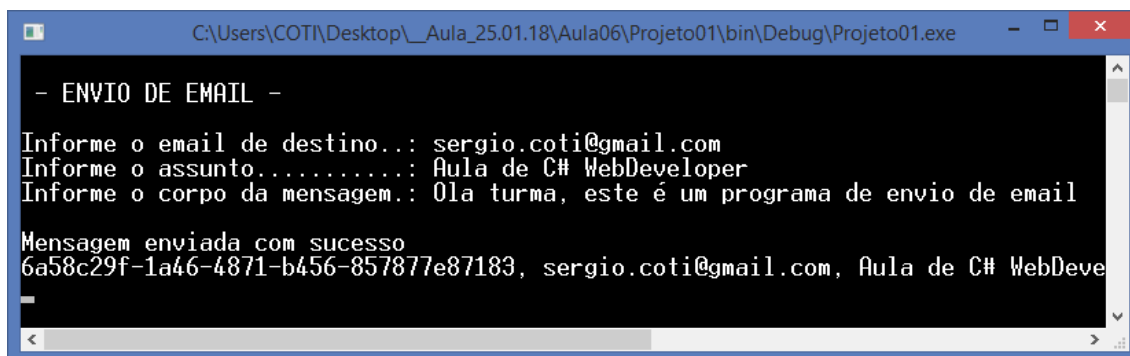 C:\Users\COTI\Desktop\__Aula_25.01.18\Aula06\Projeto01\bin\Debug\Projeto01.exe
- ENVIO DE EMAIL -
Informe o email de destino..: sergio.coti@gmail.com
Informe o assunto...........: Aula de C# WebDeveloper
Informe o corpo da mensagem.: Ola turma, este é um programa de envio de email
Mensagem enviada com sucesso
6a58c29f-1a46-4871-b456-857877e87183, sergio.coti@gmail.com, Aula de C# WebDeve